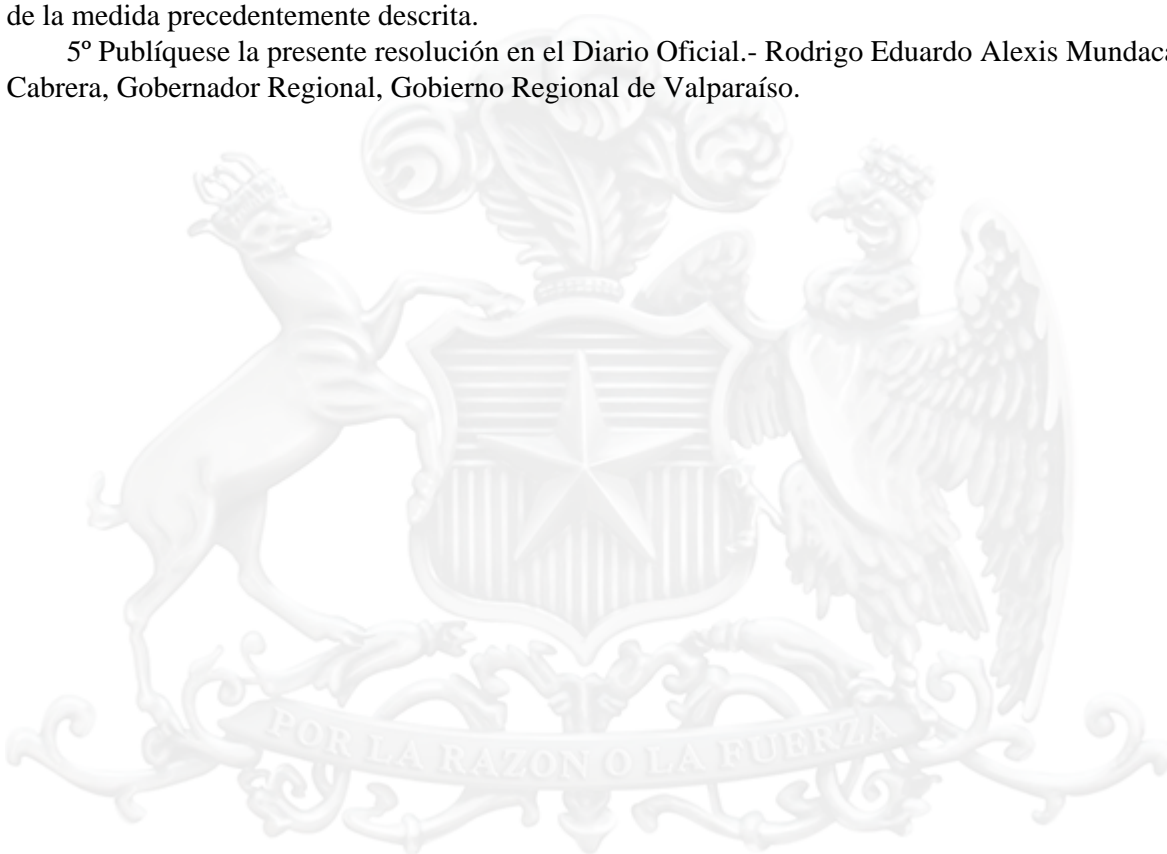 de la medida precedentemente descrita.
5º Publíquese la presente resolución en el Diario Oficial.- Rodrigo Eduardo Alexis Mundaca
Cabrera, Gobernador Regional, Gobierno Regional de Valparaíso.
POR LA RAZON O LA FUERZA